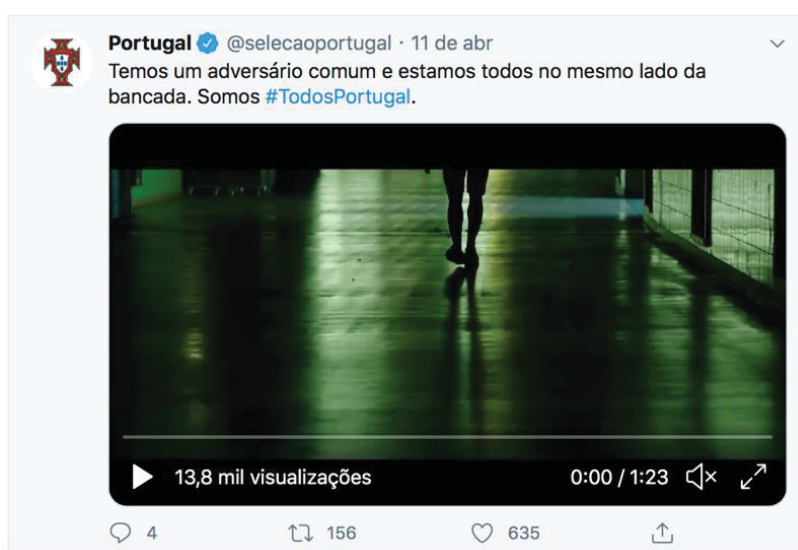 Portugal @selecaoportugal · 11 de abr
Temos um adversário comum e estamos todos no mesmo lado da
bancada. Somos #TodosPortugal.
13,8 mil visualizações 0:00 / 1:23
4 156 635